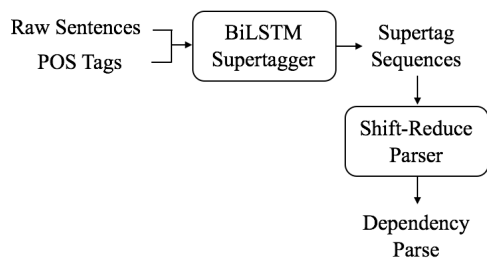 Raw Sentences
POS Tags
BiLSTM
Supertagger
Supertag
Sequences
Shift-Reduce
Parser
Dependency
Parse